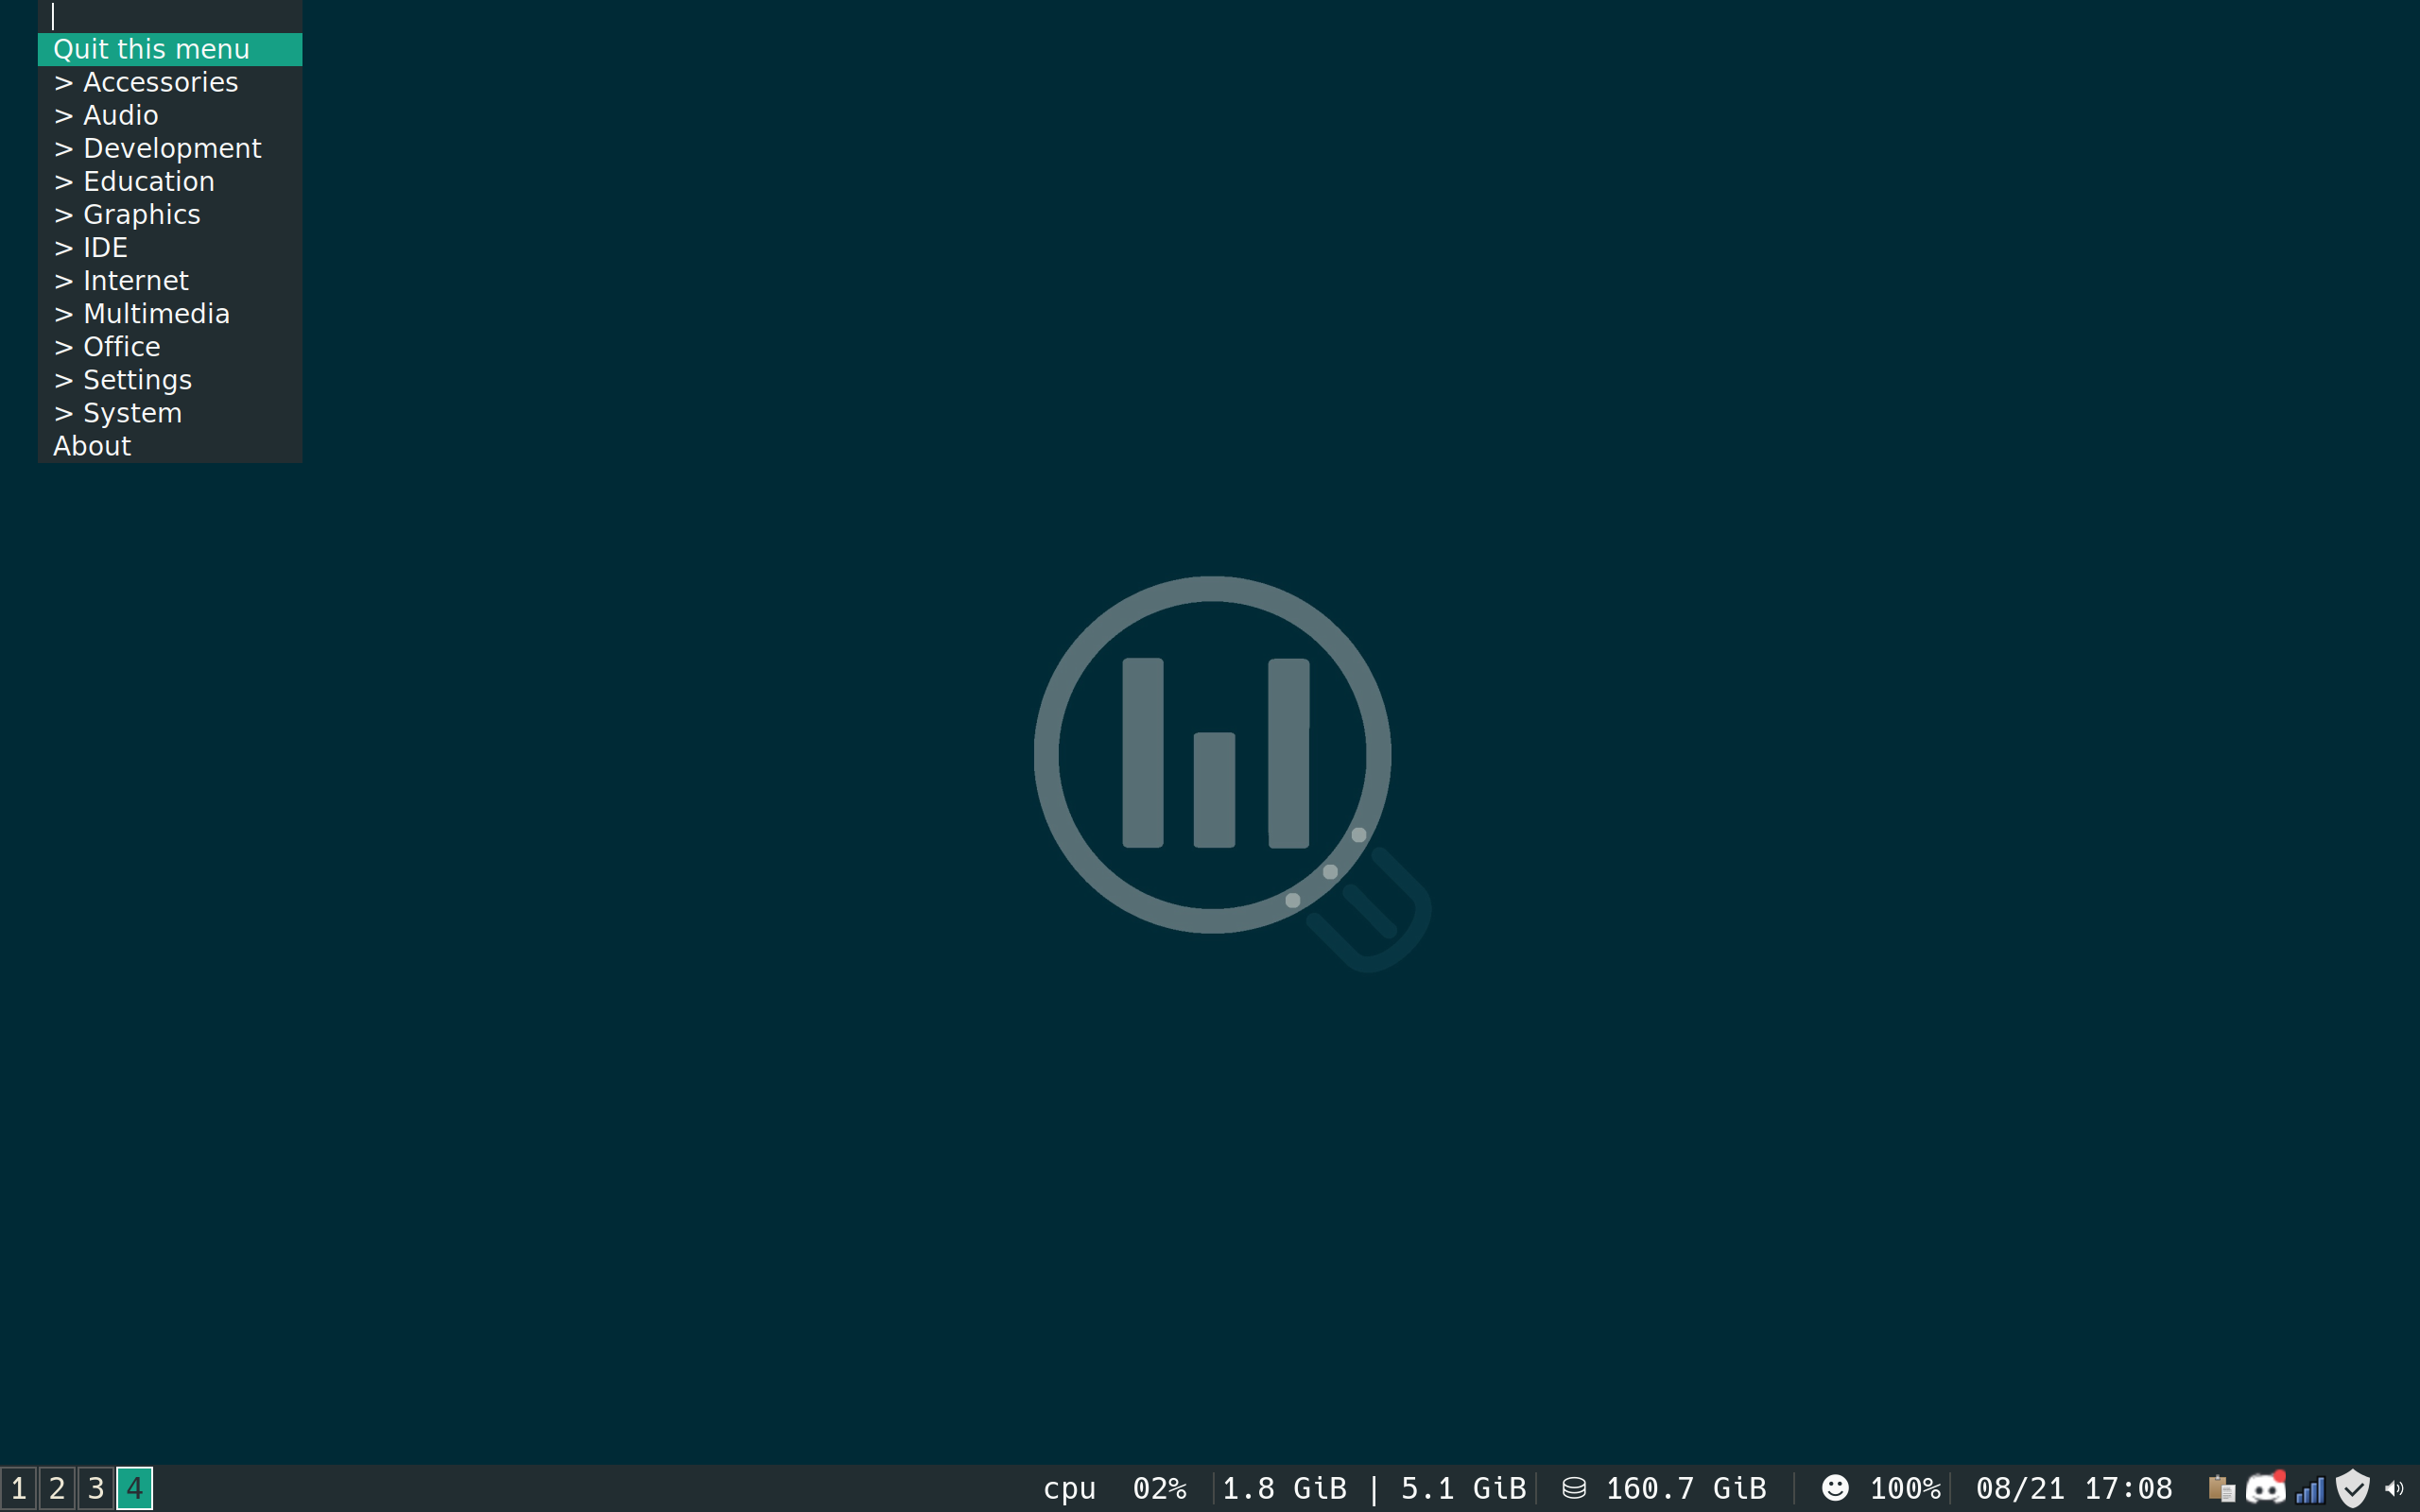 Quit this menu
> Accessories
> Audio
> Development
> Education
> Graphics
> IDE
> Internet
> Multimedia
> Office
> Settings
> System
About
1 2 3 4 cpu 02% 1.8 GiB | 5.1 GiB 160.7 GiB 100% 08/21 17:08